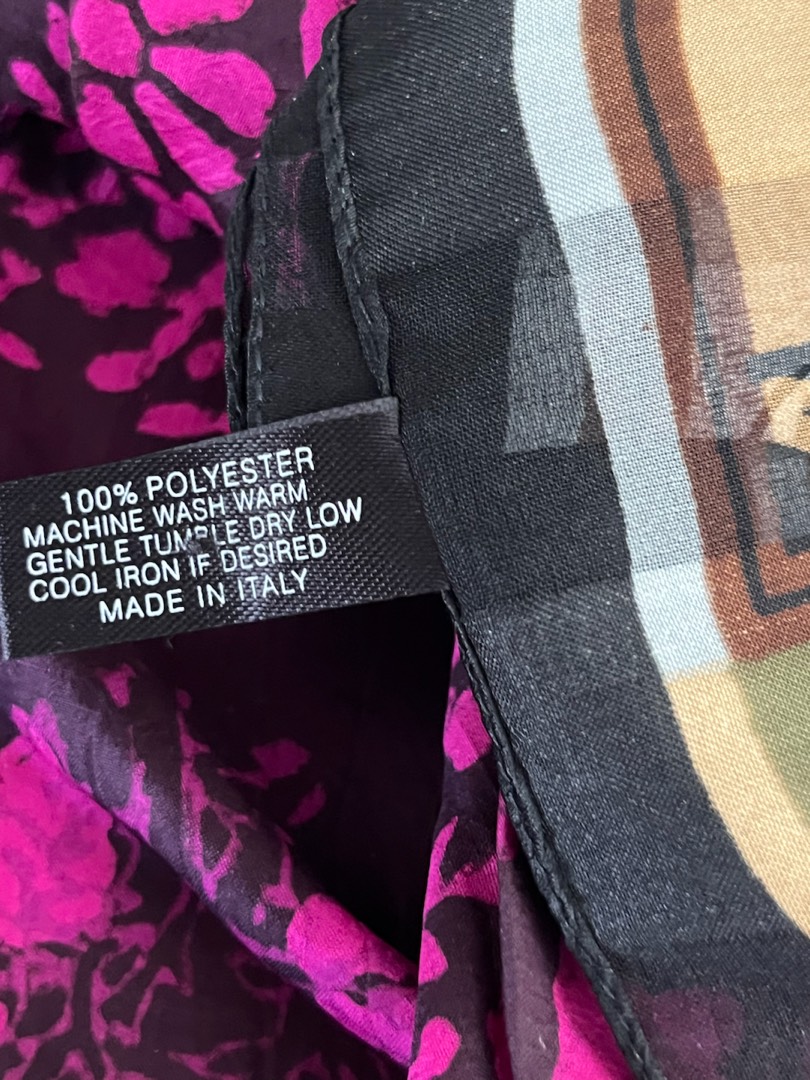 100% POLYESTER
MACHINE WASH WARM
GENTLE TUMBLE DRY LOW
COOL IRON IF DESIRED
MADE IN ITALY